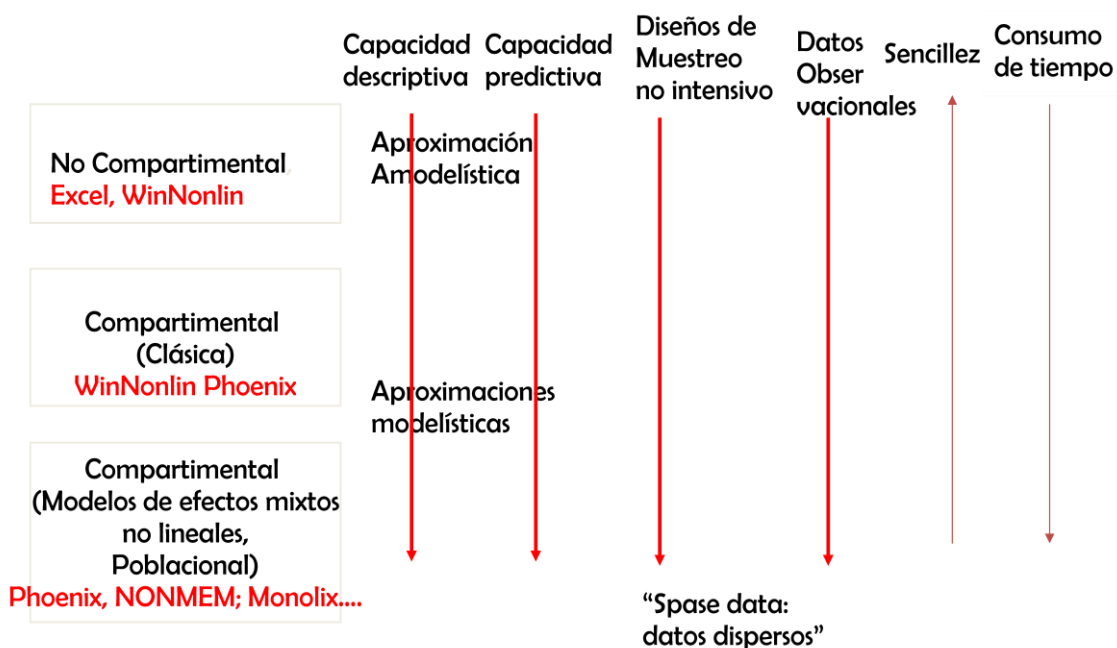 Capacidad
descriptiva
Capacidad
predictiva
Diseños de
Muestreo
no intensivo
Datos
Obser
vacionales
Sencillez
Consumo
de tiempo
No Compartimental,
Excel, WinNonlin
Aproximación
Amodelística
Compartimental
(Clásica)
WinNonlin Phoenix
Aproximaciones
modelísticas
Compartimental
(Modelos de efectos mixtos
no lineales,
Poblacional)
Phoenix, NONMEM; Monolix....
“Spase data:
datos dispersos”